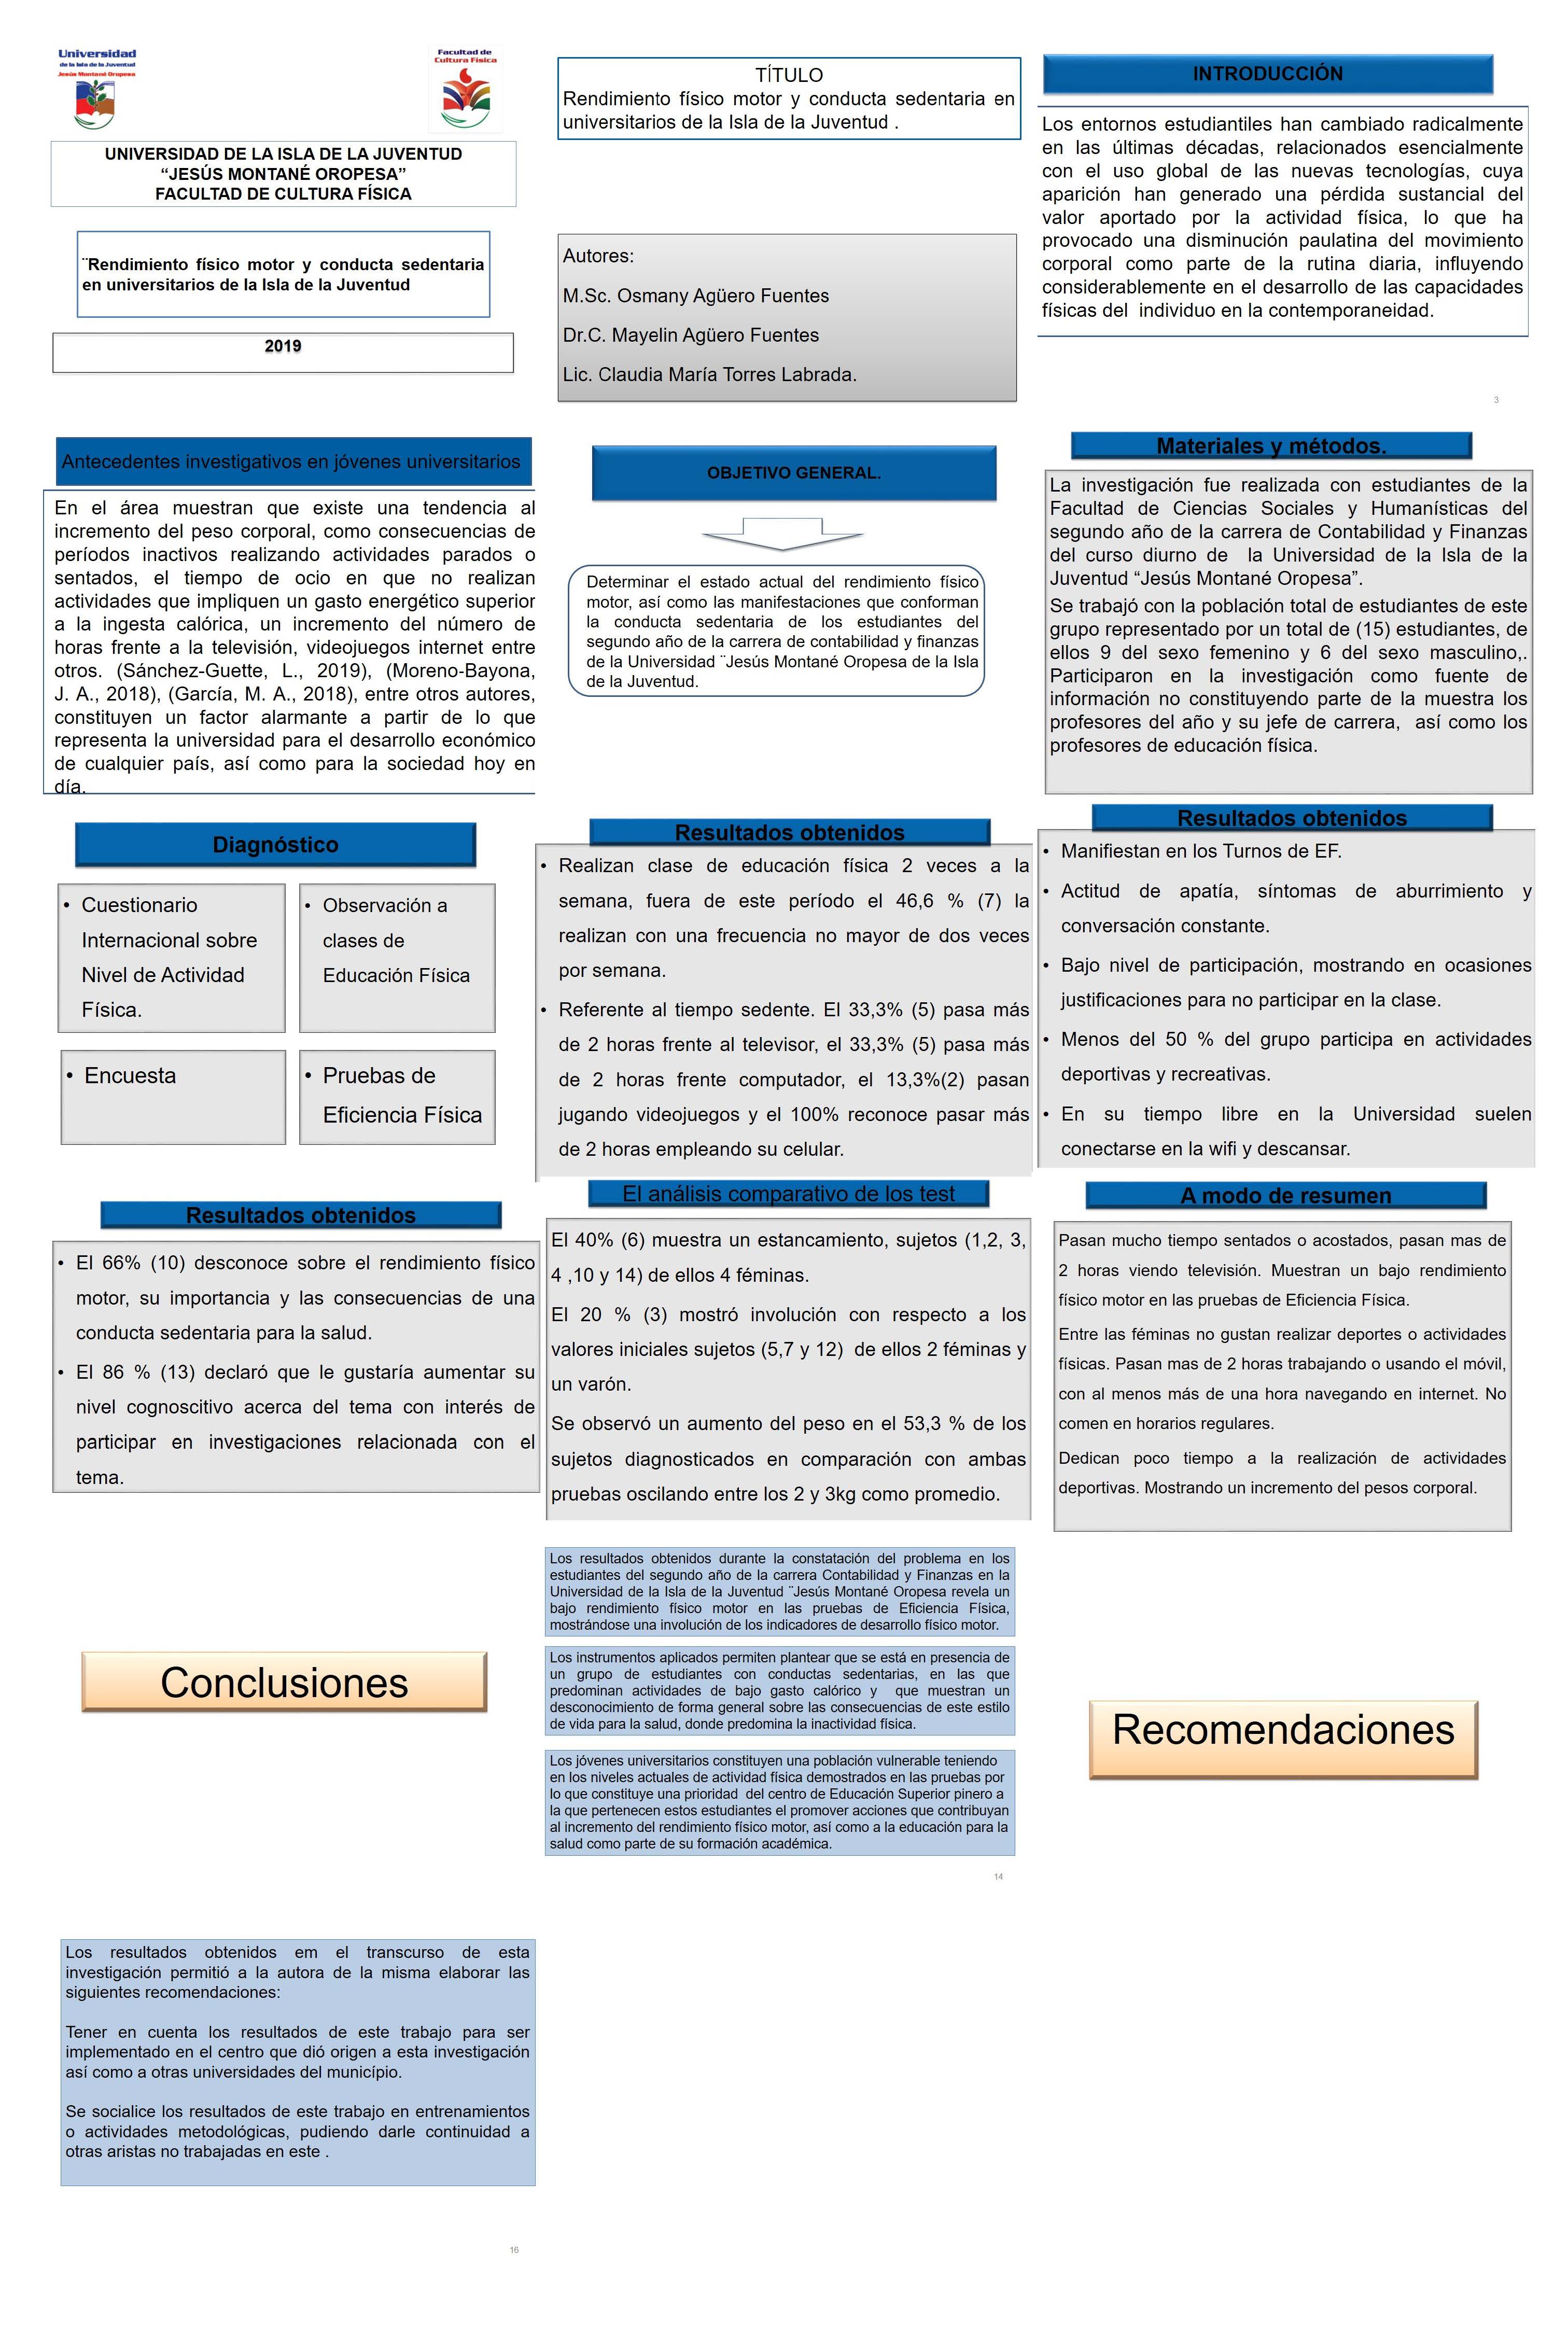 Universidad
de la Isla de la Juventud
Jesús Montané Oropesa
Facultad de
Cultura Física
UNIVERSIDAD DE LA ISLA DE LA JUVENTUD
“JESÚS MONTANÉ OROPESA”
FACULTAD DE CULTURA FÍSICA
¨Rendimiento físico motor y conducta sedentaria
en universitarios de la Isla de la Juventud
2019
TÍTULO
Rendimiento físico motor y conducta sedentaria en
universitarios de la Isla de la Juventud .
Autores:
M.Sc. Osmany Agüero Fuentes
Dr.C. Mayelin Agüero Fuentes
Lic. Claudia María Torres Labrada.
INTRODUCCIÓN
Los entornos estudiantiles han cambiado radicalmente
en las últimas décadas, relacionados esencialmente
con el uso global de las nuevas tecnologías, cuya
aparición han generado una pérdida sustancial del
valor aportado por la actividad física, lo que ha
provocado una disminución paulatina del movimiento
corporal como parte de la rutina diaria, influyendo
considerablemente en el desarrollo de las capacidades
físicas del individuo en la contemporaneidad.
3
Antecedentes investigativos en jóvenes universitarios
En el área muestran que existe una tendencia al
incremento del peso corporal, como consecuencias de
períodos inactivos realizando actividades parados o
sentados, el tiempo de ocio en que no realizan
actividades que impliquen un gasto energético superior
a la ingesta calórica, un incremento del número de
horas frente a la televisión, videojuegos internet entre
otros. (Sánchez-Guette, L., 2019), (Moreno-Bayona,
J. A., 2018), (García, M. A., 2018), entre otros autores,
constituyen un factor alarmante a partir de lo que
representa la universidad para el desarrollo económico
de cualquier país, así como para la sociedad hoy en
día.
OBJETIVO GENERAL.
Determinar el estado actual del rendimiento físico
motor, así como las manifestaciones que conforman
la conducta sedentaria de los estudiantes del
segundo año de la carrera de contabilidad y finanzas
de la Universidad ¨Jesús Montané Oropesa de la Isla
de la Juventud.
Materiales y métodos.
La investigación fue realizada con estudiantes de la
Facultad de Ciencias Sociales y Humanísticas del
segundo año de la carrera de Contabilidad y Finanzas
del curso diurno de la Universidad de la Isla de la
Juventud “Jesús Montané Oropesa”.
Se trabajó con la población total de estudiantes de este
grupo representado por un total de (15) estudiantes, de
ellos 9 del sexo femenino y 6 del sexo masculino,.
Participaron en la investigación como fuente de
información no constituyendo parte de la muestra los
profesores del año y su jefe de carrera, así como los
profesores de educación física.
Diagnóstico
• Cuestionario
Internacional sobre
Nivel de Actividad
Física.
• Observación a
clases de
Educación Física
• Encuesta
• Pruebas de
Eficiencia Física
Resultados obtenidos
• Realizan clase de educación física 2 veces a la
semana, fuera de este período el 46,6 % (7) la
realizan con una frecuencia no mayor de dos veces
por semana.
• Referente al tiempo sedente. El 33,3% (5) pasa más
de 2 horas frente al televisor, el 33,3% (5) pasa más
de 2 horas frente computador, el 13,3%(2) pasan
jugando videojuegos y el 100% reconoce pasar más
de 2 horas empleando su celular.
Resultados obtenidos
• Manifiestan en los Turnos de EF.
• Actitud de apatía, síntomas de aburrimiento y
conversación constante.
• Bajo nivel de participación, mostrando en ocasiones
justificaciones para no participar en la clase.
• Menos del 50 % del grupo participa en actividades
deportivas y recreativas.
• En su tiempo libre en la Universidad suelen
conectarse en la wifi y descansar.
Resultados obtenidos
• El 66% (10) desconoce sobre el rendimiento físico
motor, su importancia y las consecuencias de una
conducta sedentaria para la salud.
• El 86 % (13) declaró que le gustaría aumentar su
nivel cognoscitivo acerca del tema con interés de
participar en investigaciones relacionada con el
tema.
El análisis comparativo de los test
El 40% (6) muestra un estancamiento, sujetos (1,2, 3,
4 ,10 y 14) de ellos 4 féminas.
El 20 % (3) mostró involución con respecto a los
valores iniciales sujetos (5,7 y 12) de ellos 2 féminas y
un varón.
Se observó un aumento del peso en el 53,3 % de los
sujetos diagnosticados en comparación con ambas
pruebas oscilando entre los 2 y 3kg como promedio.
A modo de resumen
Pasan mucho tiempo sentados o acostados, pasan mas de
2 horas viendo televisión. Muestran un bajo rendimiento
físico motor en las pruebas de Eficiencia Física.
Entre las féminas no gustan realizar deportes o actividades
físicas. Pasan mas de 2 horas trabajando o usando el móvil,
con al menos más de una hora navegando en internet. No
comen en horarios regulares.
Dedican poco tiempo a la realización de actividades
deportivas. Mostrando un incremento del pesos corporal.
Conclusiones
Los resultados obtenidos durante la constatación del problema en los
estudiantes del segundo año de la carrera Contabilidad y Finanzas en la
Universidad de la Isla de la Juventud ¨Jesús Montané Oropesa revela un
bajo rendimiento físico motor en las pruebas de Eficiencia Física,
mostrándose una involución de los indicadores de desarrollo físico motor.
Los instrumentos aplicados permiten plantear que se está en presencia de
un grupo de estudiantes con conductas sedentarias, en las que
predominan actividades de bajo gasto calórico y que muestran un
desconocimiento de forma general sobre las consecuencias de este estilo
de vida para la salud, donde predomina la inactividad física.
Los jóvenes universitarios constituyen una población vulnerable teniendo
en los niveles actuales de actividad física demostrados en las pruebas por
lo que constituye una prioridad del centro de Educación Superior pinero a
la que pertenecen estos estudiantes el promover acciones que contribuyan
al incremento del rendimiento físico motor, así como a la educación para la
salud como parte de su formación académica.
14
Recomendaciones
Los resultados obtenidos em el transcurso de esta
investigación permitió a la autora de la misma elaborar las
siguientes recomendaciones:
Tener en cuenta los resultados de este trabajo para ser
implementado en el centro que dió origen a esta investigación
así como a otras universidades del município.
Se socialice los resultados de este trabajo en entrenamientos
o actividades metodológicas, pudiendo darle continuidad a
otras aristas no trabajadas en este .
16